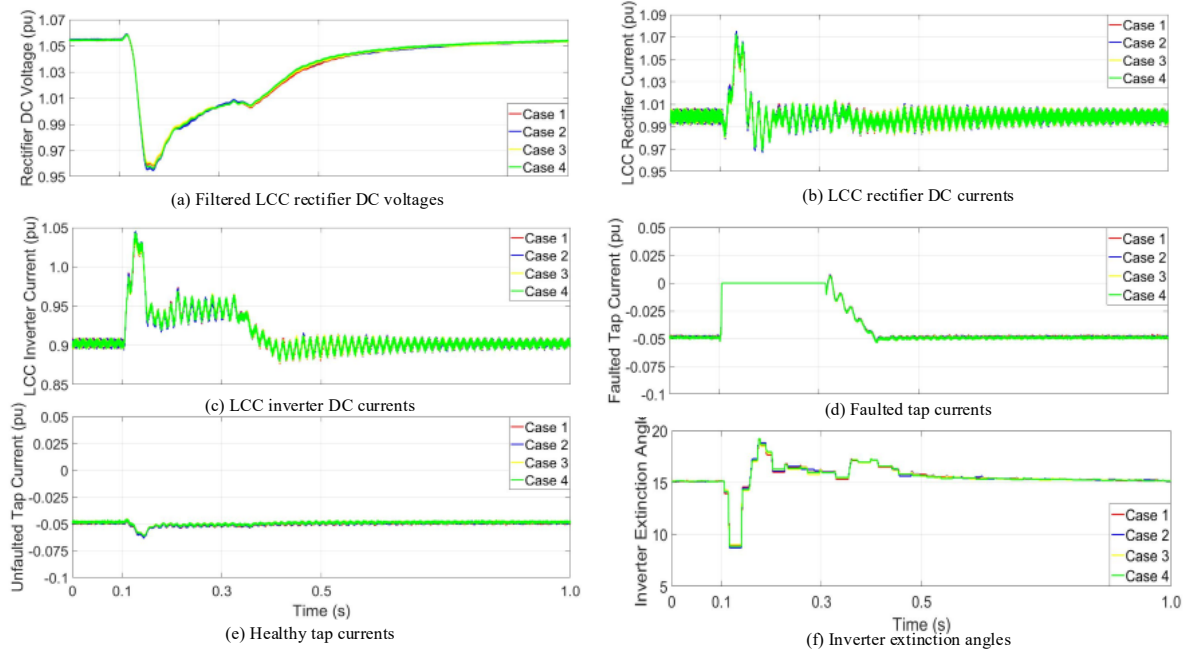 Rectifier DC Voltage (pu)
1.07
1.05
1.03
1.01
0.99
0.97
0.95
Case 1
Case 2
Case 3
Case 4
(a) Filtered LCC rectifier DC voltages
LCC Rectifier Current (pu)
1.09
1.07
1.05
1.03
1.01
0.99
0.97
0.95
Case 1
Case 2
Case 3
Case 4
(b) LCC rectifier DC currents
LCC Inverter Current (pu)
1.05
1.0
0.95
0.9
0.85
Case 1
Case 2
Case 3
Case 4
(c) LCC inverter DC currents
Faulted Tap Current (pu)
0.05
0.025
0
-0.025
-0.05
-0.075
-0.1
Case 1
Case 2
Case 3
Case 4
(d) Faulted tap currents
Unfaulted Tap Current (pu)
0.05
0.025
0
-0.025
-0.05
-0.075
-0.1
Case 1
Case 2
Case 3
Case 4
0 0.1 0.3 0.5 1.0
Time (s)
(e) Healthy tap currents
Inverter Extinction Angle
20
15
10
5
Case 1
Case 2
Case 3
Case 4
0 0.1 0.3 0.5 1.0
Time (s)
(f) Inverter extinction angles